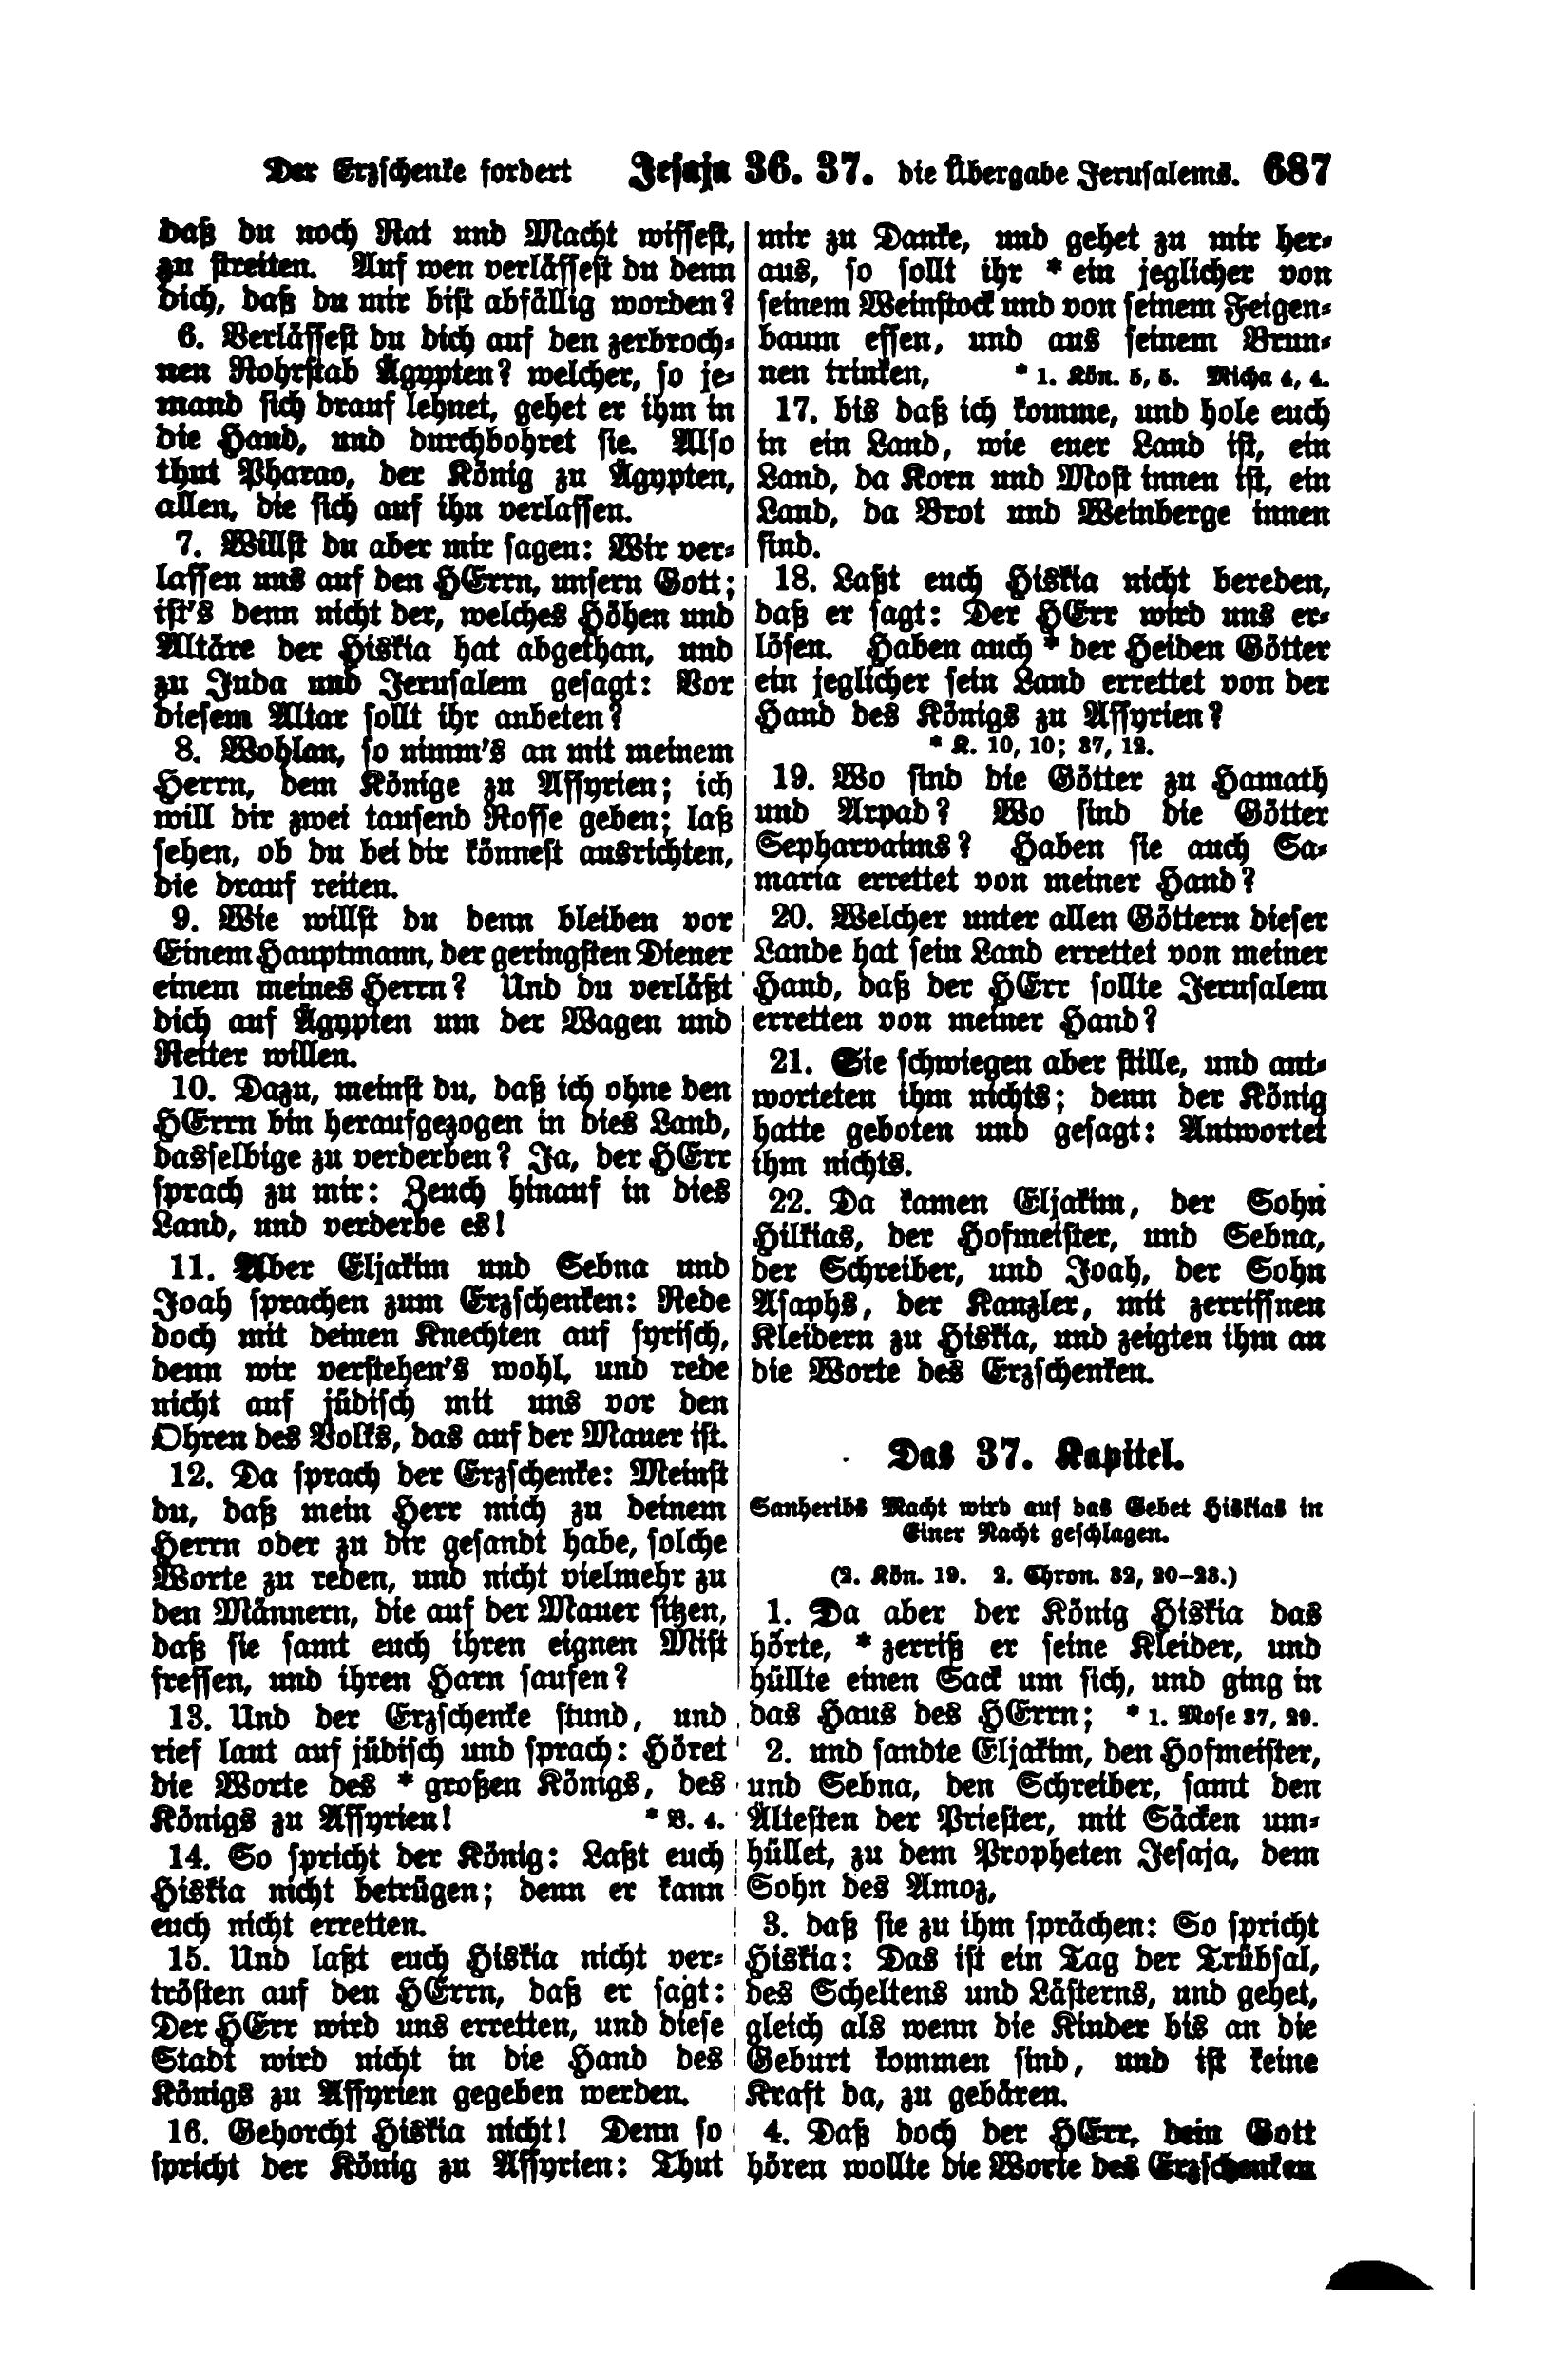 Der Erzschenke fordert Jesaja 36. 37. die Übergabe Jerusalems. 687
daß du noch Rat und Macht wissest,
zu streiten. Auf wen verlässest du denn
dich, daß du mir bist abfällig worden?
6. Verlässest du dich auf den zerbroch-
nen Rohrstab Ägypten? welcher, so je-
mand sich drauf lehnet, gehet er ihm in
die Hand, und durchbohret sie. Also
thut Pharao, der König zu Ägypten,
allen, die sich auf ihn verlassen.
7. Willst du aber mir sagen: Wir ver-
lassen uns auf den HErrn, unsern Gott;
ist's denn nicht der, welches Höhen und
Altäre der Hiskia hat abgethan, und
zu Juda und Jerusalem gesagt: Vor
diesem Altar sollt ihr anbeten?
8. Wohlan, so nimm's an mit meinem
Herrn, dem Könige zu Assyrien; ich
will dir zwei tausend Rosse geben; laß
sehen, ob du bei dir könnest ausrichten,
die drauf reiten.
9. Wie willst du denn bleiben vor
Einem Hauptmann, der geringsten Diener
einem meines Herrn? Und du verläßt
dich auf Ägypten um der Wagen und
Reiter willen.
10. Dazu, meinst du, daß ich ohne den
HErrn bin heraufgezogen in dies Land,
dasselbige zu verderben? Ja, der HErr
sprach zu mir: Zeuch hinauf in dies
Land, und verderbe es!
11. Aber Eljakim und Sebna und
Joah sprachen zum Erzschenken: Rede
doch mit deinen Knechten auf syrisch,
denn wir verstehen's wohl, und rede
nicht auf jüdisch mit uns vor den
Ohren des Volks, das auf der Mauer ist.
12. Da sprach der Erzschenke: Meinst
du, daß mein Herr mich zu deinem
Herrn oder zu dir gesandt habe, solche
Worte zu reden, und nicht vielmehr zu
den Männern, die auf der Mauer sitzen,
daß sie samt euch ihren eignen Mist
fressen, und ihren Harn saufen?
13. Und der Erzschenke stund, und
rief laut auf jüdisch und sprach: Höret
die Worte des * großen Königs, des
Königs zu Assyrien! * V. 4.
14. So spricht der König: Laßt euch
Hiskia nicht betrügen; denn er kann
euch nicht erretten.
15. Und laßt euch Hiskia nicht ver-
trösten auf den HErrn, daß er sagt:
Der HErr wird uns erretten, und diese
Stadt wird nicht in die Hand des
Königs zu Assyrien gegeben werden.
16. Gehorcht Hiskia nicht! Denn so
spricht der König zu Assyrien: Thut
mir zu Danke, und gehet zu mir her-
aus, so sollt ihr * ein jeglicher von
seinem Weinstock und von seinem Feigen-
baum essen, und aus seinem Brun-
nen trinken, * 1. Kön. 5, 5. Micha 4, 4.
17. bis daß ich komme, und hole euch
in ein Land, wie euer Land ist, ein
Land, da Korn und Most innen ist, ein
Land, da Brot und Weinberge innen
sind.
18. Laßt euch Hiskia nicht bereden,
daß er sagt: Der HErr wird uns er-
lösen. Haben auch * der Heiden Götter
ein jeglicher sein Land errettet von der
Hand des Königs zu Assyrien?
* K. 10, 10; 37, 12.
19. Wo sind die Götter zu Hamath
und Arpad? Wo sind die Götter
Sepharvaims? Haben sie auch Sa-
maria errettet von meiner Hand?
20. Welcher unter allen Göttern dieser
Lande hat sein Land errettet von meiner
Hand, daß der HErr sollte Jerusalem
erretten von meiner Hand?
21. Sie schwiegen aber stille, und ant-
worteten ihm nichts; denn der König
hatte geboten und gesagt: Antwortet
ihm nichts.
22. Da kamen Eljakim, der Sohn
Hilkias, der Hofmeister, und Sebna,
der Schreiber, und Joah, der Sohn
Asaphs, der Kanzler, mit zerrissnen
Kleidern zu Hiskia, und zeigten ihm an
die Worte des Erzschenken.
Das 37. Kapitel.
Sanheribs Macht wird auf das Gebet Hiskias in
Einer Nacht geschlagen.
(2. Kön. 19. 2. Chron. 32, 20–23.)
1. Da aber der König Hiskia das
hörte, * zerriß er seine Kleider, und
hüllte einen Sack um sich, und ging in
das Haus des HErrn; * 1. Mose 37, 29.
2. und sandte Eljakim, den Hofmeister,
und Sebna, den Schreiber, samt den
Ältesten der Priester, mit Säcken um-
hüllet, zu dem Propheten Jesaja, dem
Sohn des Amoz,
3. daß sie zu ihm sprächen: So spricht
Hiskia: Das ist ein Tag der Trübsal,
des Scheltens und Lästerns, und gehet,
gleich als wenn die Kinder bis an die
Geburt kommen sind, und ist keine
Kraft da, zu gebären.
4. Daß doch der HErr, dein Gott
hören wollte die Worte des Erzschenken